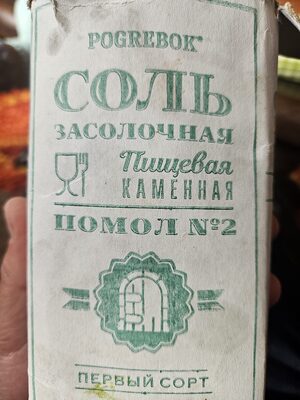 POGREBOK®
СОЛЬ
ЗАСОЛОЧНАЯ
Пищевая
КАМЕННАЯ
ПОМОЛ №2
ПЕРВЫЙ СОРТ